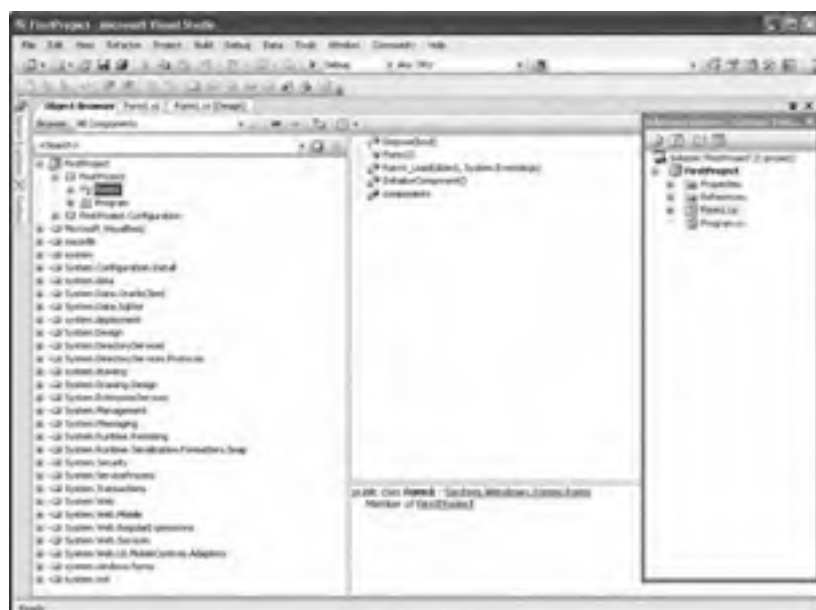 FirstProject - Microsoft Visual Studio
File Edit View Refactor Project Build Debug Data Tools Window Community Help
Debug Any CPU
Object Browser Form1.cs Form1.cs [Design]
Browse: All Components
<Search>
FirstProject
FirstProject
Form1
Program
FirstProject.Configuration
Microsoft_VisualBasic
mscorlib
system
System.Configuration.Install
system.data
System.Data.OracleClient
System.Data.SqlXml
system.deployment
System.Design
System.DirectoryServices
System.DirectoryServices.Protocols
system.drawing
System.Drawing.Design
System.EnterpriseServices
System.Management
System.Messaging
System.Runtime.Remoting
System.Runtime.Serialization.Formatters.Soap
System.Security
System.ServiceProcess
System.Transactions
System.Web
System.Web.Mobile
System.Web.RegularExpressions
System.Web.Services
System.Web.UI.MobileControls.Adapters
system.windows.forms
system.xml
Dispose(bool)
Form1()
Form1_Load(object, System.EventArgs)
InitializeComponent()
components
public class Form1 : System.Windows.Forms.Form
Member of FirstProject
Solution 'FirstProject' (1 project)
FirstProject
Properties
References
Form1.cs
Program.cs
Ready